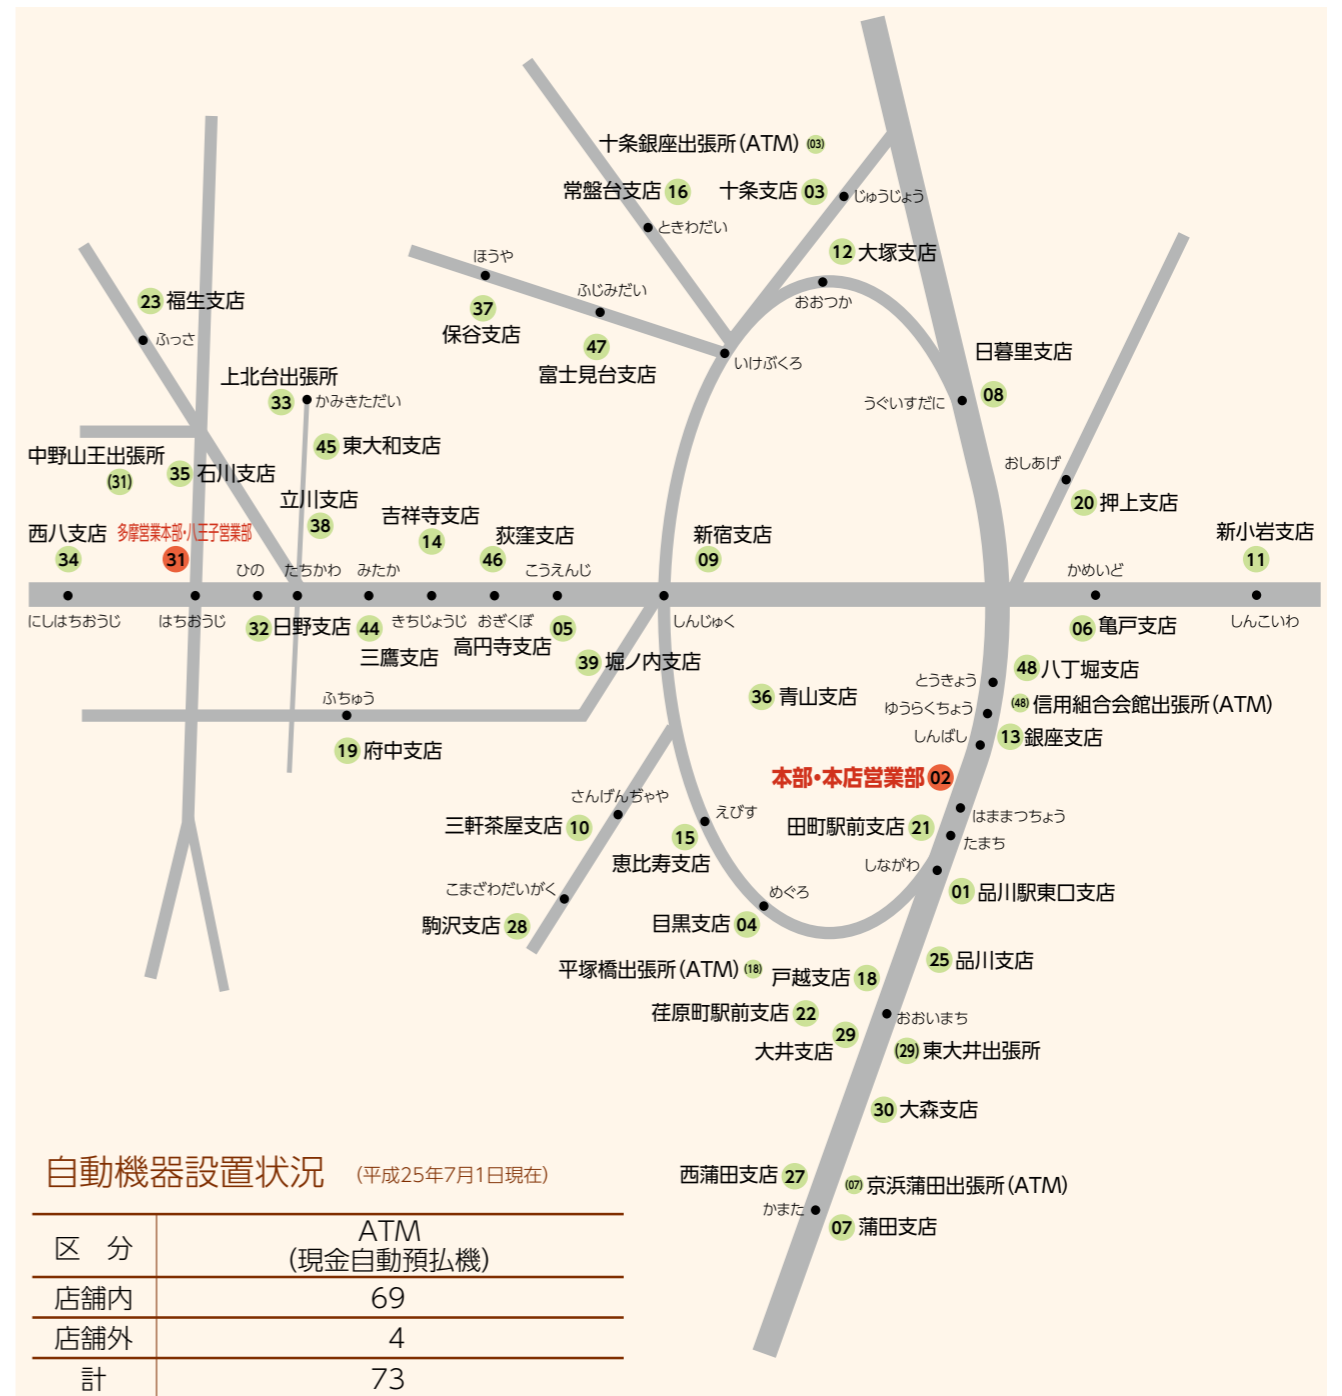 十条銀座出張所(ATM) (03)
常盤台支店 16
十条支店 03
じゅうじょう
ときわだい
12 大塚支店
おおつか
ほうや
37
保谷支店
ふじみだい
47
富士見台支店
いけぶくろ
23 福生支店
ふっさ
上北台出張所
33
かみきただい
45 東大和支店
日暮里支店
08
うぐいすだに
中野山王出張所
(31)
35 石川支店
立川支店
38
吉祥寺支店
14
荻窪支店
46
新宿支店
09
おしあげ
20 押上支店
新小岩支店
11
西八支店
34
多摩営業本部・八王子営業部
31
ひの
たちかわ
みたか
こうえんじ
かめいど
にしはちおうじ
はちおうじ
32 日野支店
44
三鷹支店
きちじょうじ
おぎくぼ
高円寺支店
05
しんじゅく
06 亀戸支店
しんこいわ
39 堀ノ内支店
48 八丁堀支店
とうきょう
36 青山支店
ゆうらくちょう
(48) 信用組合会館出張所(ATM)
しんばし
13 銀座支店
ふちゅう
19 府中支店
本部・本店営業部 02
はままつちょう
さんげんぢゃや
三軒茶屋支店 10
えびす
15
恵比寿支店
田町駅前支店 21
たまち
しながわ
01 品川駅東口支店
こまざわだいがく
駒沢支店 28
めぐろ
目黒支店 04
25 品川支店
平塚橋出張所(ATM) (18)
戸越支店 18
荏原町駅前支店 22
おおいまち
29
大井支店
(29) 東大井出張所
30 大森支店
西蒲田支店 27
(07) 京浜蒲田出張所(ATM)
かまた
07 蒲田支店
自動機器設置状況 (平成25年7月1日現在)
区 分
ATM
(現金自動預払機)
店舗内 69
店舗外 4
計 73